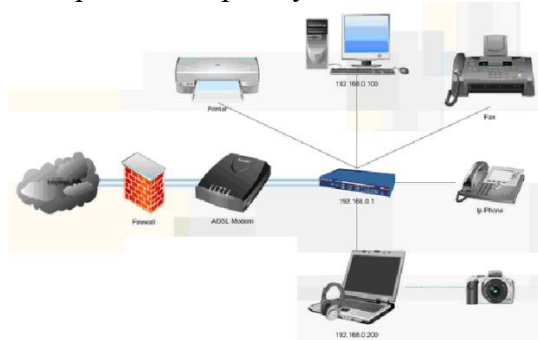 192.168.0.100
Printer
Fax
Firewall
ADSL Modem
192.168.0.1
Ip Phone
192.168.0.200